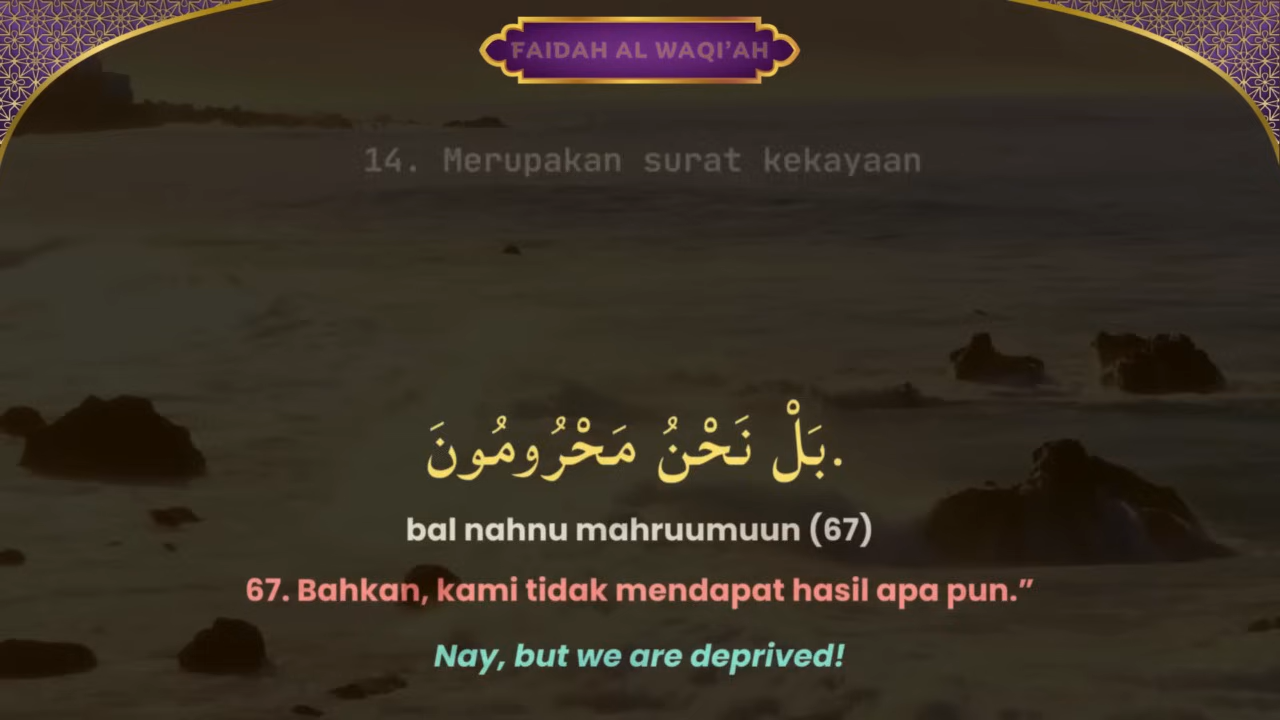 FAIDAH AL WAQI’AH
14. Merupakan surat kekayaan
بَلْ نَحْنُ مَحْرُومُونَ.
bal nahnu mahruumuun (67)
67. Bahkan, kami tidak mendapat hasil apa pun.”
Nay, but we are deprived!